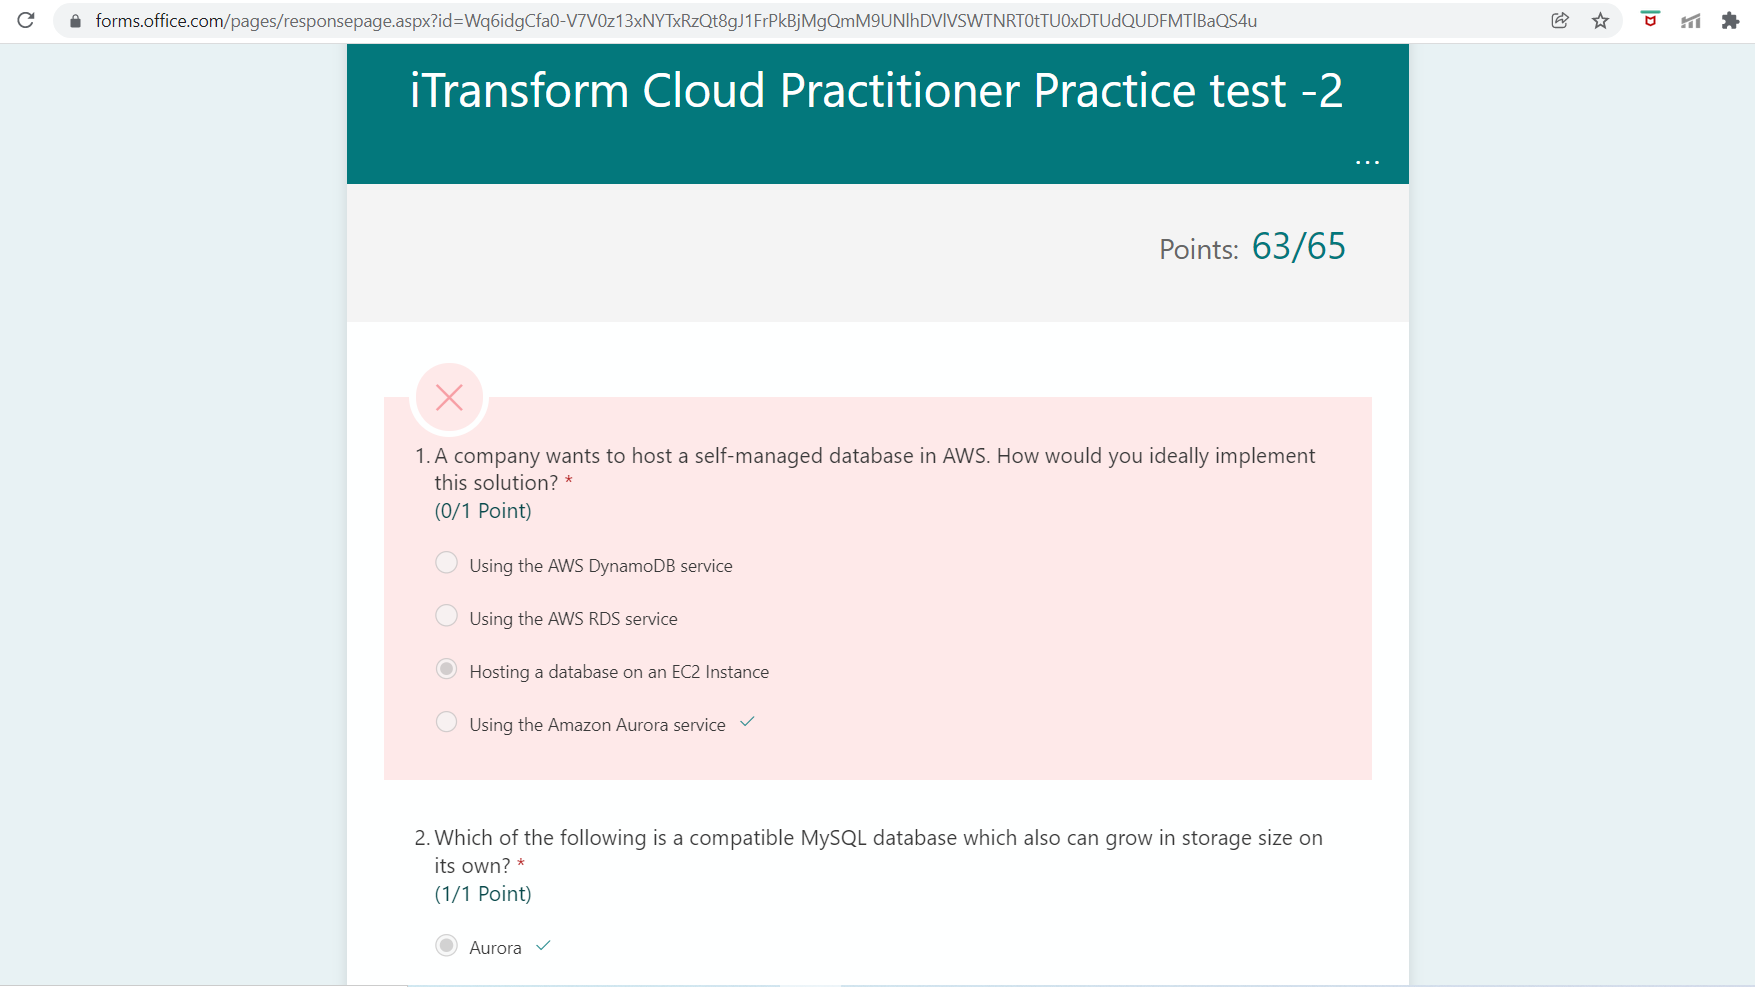 forms.office.com/pages/responsepage.aspx?id=Wq6idgCfa0-V7V0z13xNYTxRzQt8gJ1FrPkBjMgQmM9UNlhDVlVSWTNRT0tTU0xDTUdQUDFMTlBaQS4u
iTransform Cloud Practitioner Practice test -2
...
Points: 63/65
1. A company wants to host a self-managed database in AWS. How would you ideally implement
this solution? *
(0/1 Point)
Using the AWS DynamoDB service
Using the AWS RDS service
Hosting a database on an EC2 Instance
Using the Amazon Aurora service
2. Which of the following is a compatible MySQL database which also can grow in storage size on
its own? *
(1/1 Point)
Aurora